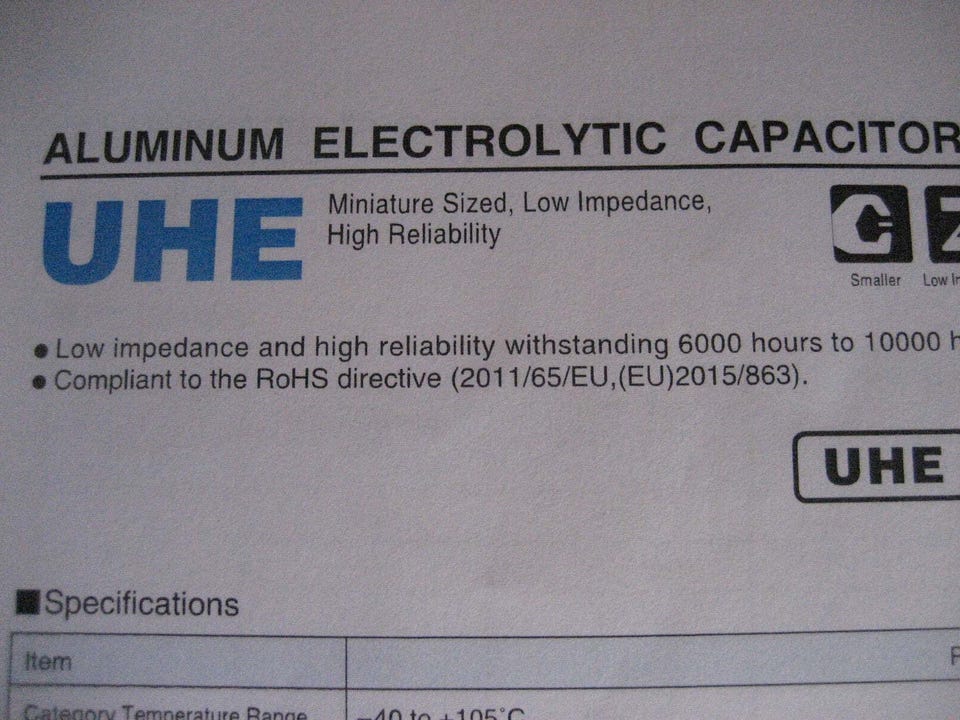 ALUMINUM ELECTROLYTIC CAPACITOR
UHE
Miniature Sized, Low Impedance,
High Reliability
Smaller Low
● Low impedance and high reliability withstanding 6000 hours to 10000
● Compliant to the RoHS directive (2011/65/EU,(EU)2015/863).
UHE
■Specifications
Item
Category Temperature Range
–40 to +105˚C